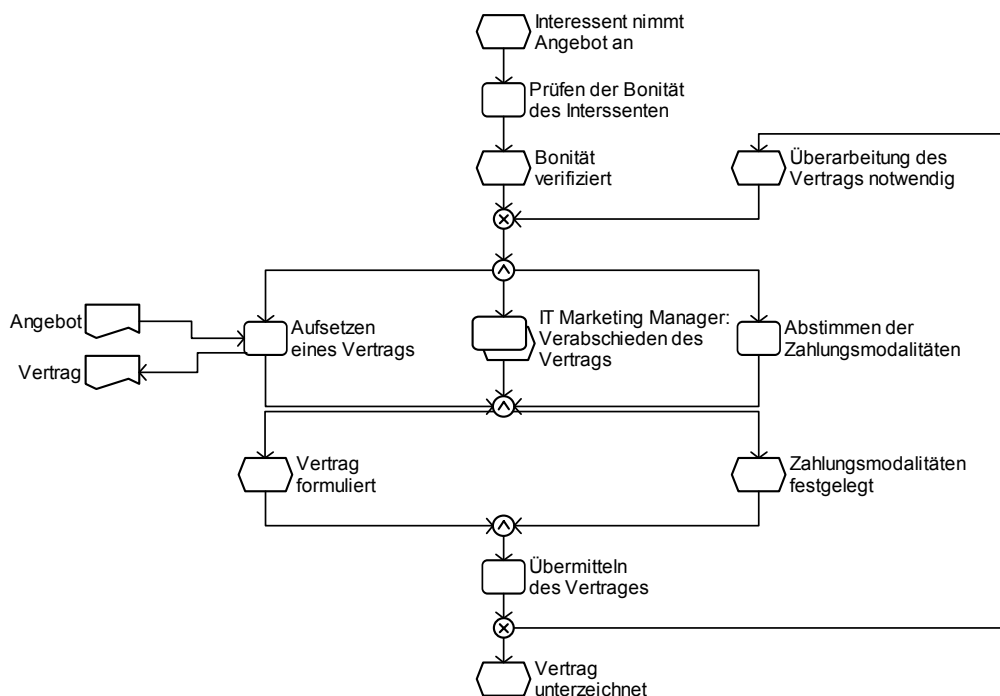 Interessent nimmt
Angebot an
Prüfen der Bonität
des Interssenten
Bonität
verifiziert
Überarbeitung des
Vertrags notwendig
Angebot
Vertrag
Aufsetzen
eines Vertrags
IT Marketing Manager:
Verabschieden des
Vertrags
Abstimmen der
Zahlungsmodalitäten
Vertrag
formuliert
Zahlungsmodalitäten
festgelegt
Übermitteln
des Vertrages
Vertrag
unterzeichnet